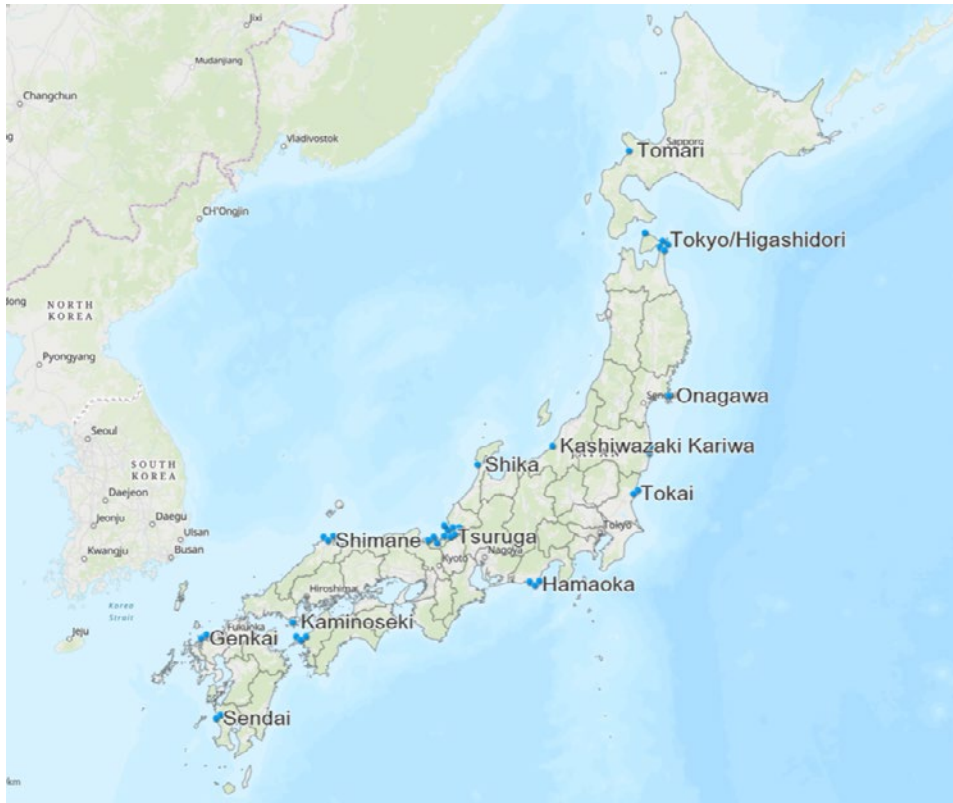 Jixi
Mudanjiang
Changchun
Vladivostok
Sapporo
Tomari
CH'Ongjin
Tokyo/Higashidori
NORTH
KOREA
Pyongyang
Onagawa
Seoul
Kashiwazaki Kariwa
SOUTH
KOREA
Shika
Daejeon
Tokai
Jeonju
Daegu
Tokyo
Ulsan
Shimane
Tsuruga
Kwangju
Busan
Kyoto
Nagoya
Hiroshima
Hamaoka
Korea
Strait
Jeju
Kaminoseki
Genkai
Sendai
km